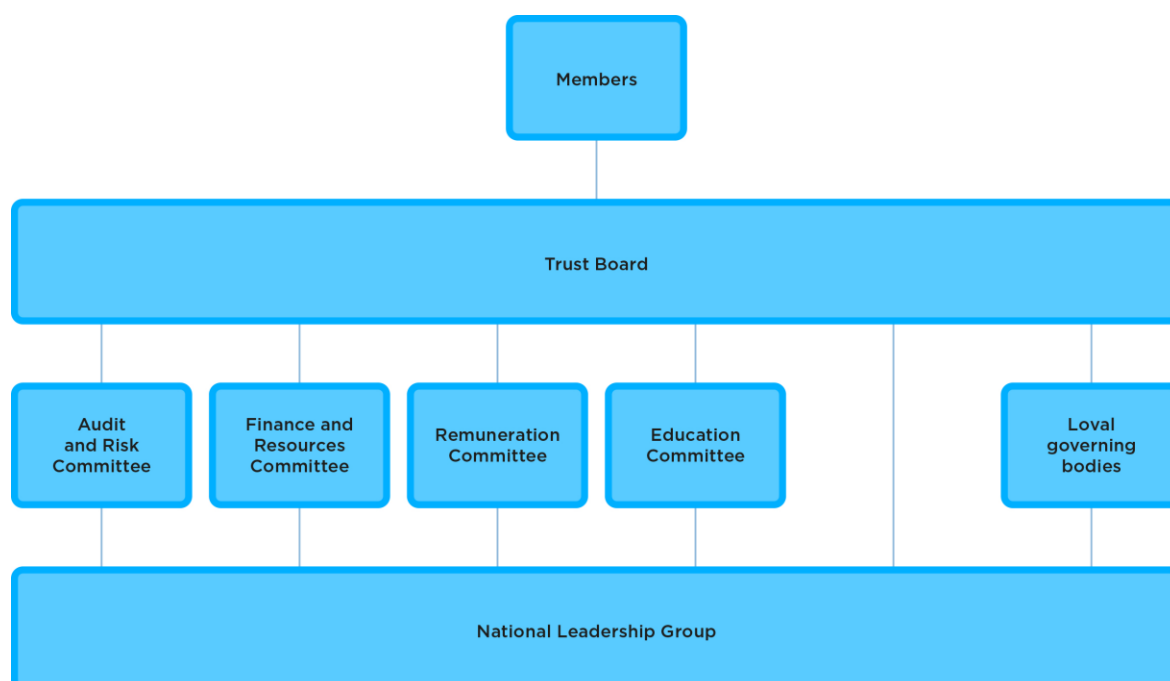 Members
Trust Board
Audit
and Risk
Committee
Finance and
Resources
Committee
Remuneration
Committee
Education
Committee
Loval
governing
bodies
National Leadership Group